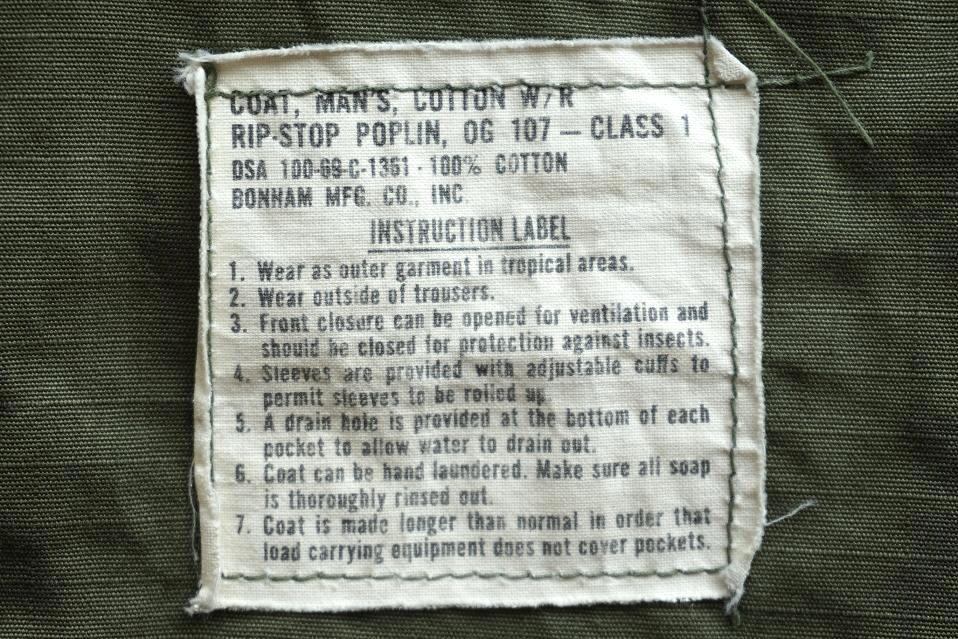 COAT, MAN'S, COTTON W/R
RIP-STOP POPLIN, OG 107 — CLASS 1
DSA 100-69-C-1361 · 100% COTTON
BONHAM MFG. CO., INC
INSTRUCTION LABEL
1. Wear as outer garment in tropical areas.
2. Wear outside of trousers.
3. Front closure can be opened for ventilation and
should be closed for protection against insects.
4. Sleeves are provided with adjustable cuffs to
permit sleeves to be rolled up.
5. A drain hole is provided at the bottom of each
pocket to allow water to drain out.
6. Coat can be hand laundered. Make sure all soap
is thoroughly rinsed out.
7. Coat is made longer than normal in order that
load carrying equipment does not cover pockets.